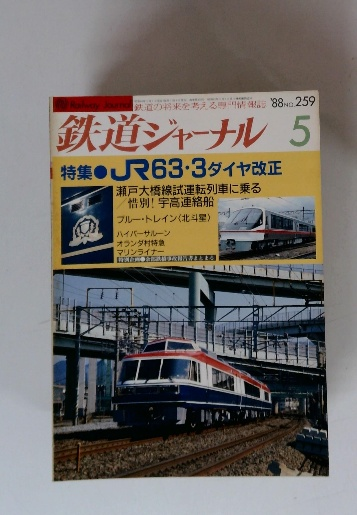 Railway Journal
鉄道の将来を考える専門情報誌
'88 NO.259
鉄道ジャーナル 5
特集●JR63・3ダイヤ改正
瀬戸大橋線試運転列車に乗る
惜別!宇高連絡船
ブルー・トレイン〈北斗星〉
ハイパーサルーン
オランダ村特急
マリンライナー